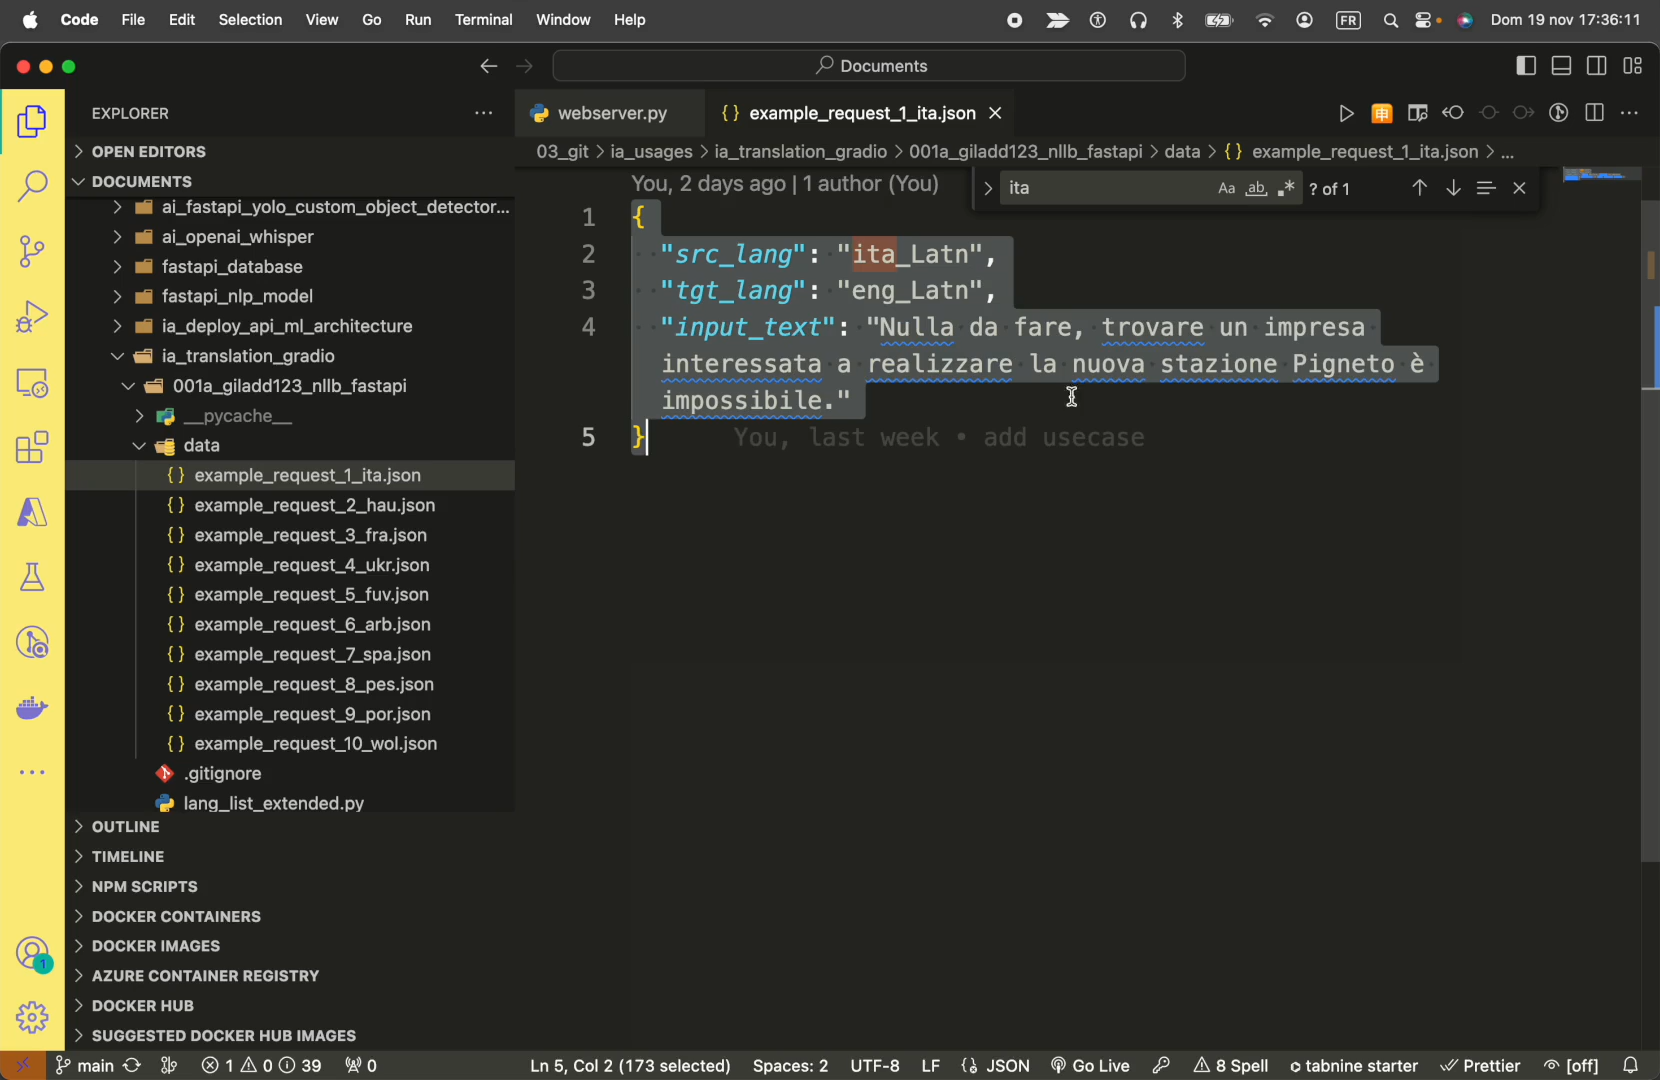 Code File Edit Selection View Go Run Terminal Window Help FR Dom 19 nov 17:36:11
Documents
EXPLORER
webserver.py {} example_request_1_ita.json
OPEN EDITORS
03_git > ia_usages > ia_translation_gradio > 001a_giladd123_nllb_fastapi > data > {} example_request_1_ita.json > ...
DOCUMENTS
You, 2 days ago | 1 author (You)
ita Aa ab ? of 1
ai_fastapi_yolo_custom_object_detector...
ai_openai_whisper
fastapi_database
fastapi_nlp_model
ia_deploy_api_ml_architecture
ia_translation_gradio
001a_giladd123_nllb_fastapi
__pycache__
data
{} example_request_1_ita.json
{} example_request_2_hau.json
{} example_request_3_fra.json
{} example_request_4_ukr.json
{} example_request_5_fuv.json
{} example_request_6_arb.json
{} example_request_7_spa.json
{} example_request_8_pes.json
{} example_request_9_por.json
{} example_request_10_wol.json
.gitignore
lang_list_extended.py
OUTLINE
TIMELINE
NPM SCRIPTS
DOCKER CONTAINERS
DOCKER IMAGES
AZURE CONTAINER REGISTRY
DOCKER HUB
SUGGESTED DOCKER HUB IMAGES
1 {
2 "src_lang": "ita_Latn",
3 "tgt_lang": "eng_Latn",
4 "input_text": "Nulla da fare, trovare un impresa
interessata a realizzare la nuova stazione Pigneto è
impossibile."
5 } You, last week • add usecase
1
main 1 0 39 0 Ln 5, Col 2 (173 selected) Spaces: 2 UTF-8 LF {} JSON Go Live 8 Spell tabnine starter Prettier [off]